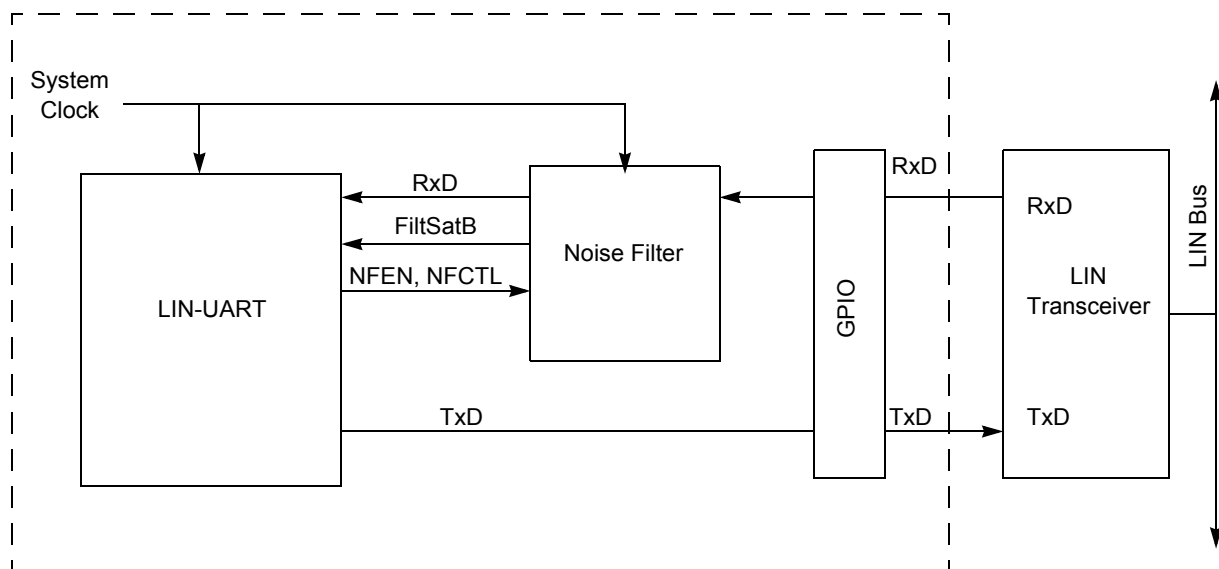 System
Clock
RxD
FiltSatB
NFEN, NFCTL
LIN-UART
TxD
Noise Filter
GPIO
RxD
TxD
RxD
LIN
Transceiver
TxD
LIN Bus